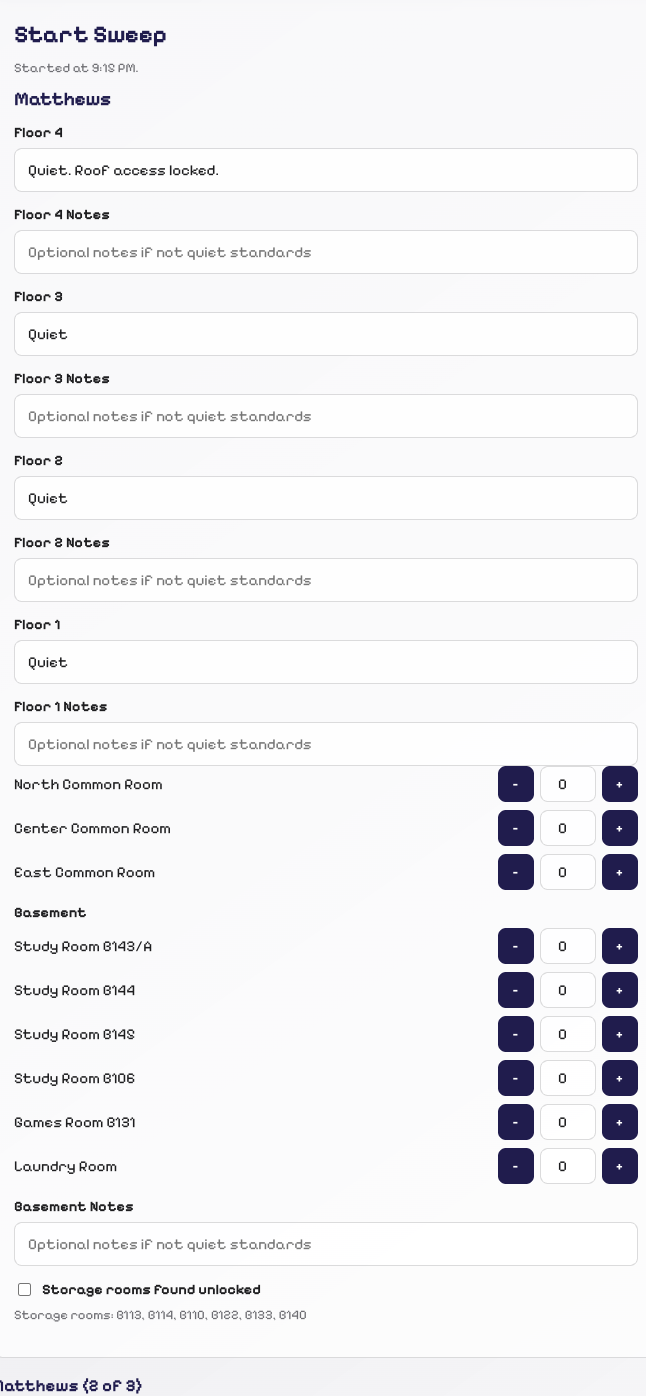 Start Sweep
Started at 9:15 PM.
Matthews
Floor 4
Quiet. Roof access locked.
Floor 4 Notes
Optional notes if not quiet standards
Floor 3
Quiet
Floor 3 Notes
Optional notes if not quiet standards
Floor 2
Quiet
Floor 2 Notes
Optional notes if not quiet standards
Floor 1
Quiet
Floor 1 Notes
Optional notes if not quiet standards
North Common Room - 0 +
Center Common Room - 0 +
East Common Room - 0 +
Basement
Study Room B143/A - 0 +
Study Room B144 - 0 +
Study Room B145 - 0 +
Study Room B106 - 0 +
Games Room B131 - 0 +
Laundry Room - 0 +
Basement Notes
Optional notes if not quiet standards
Storage rooms found unlocked
Storage rooms: B113, B114, B110, B122, B133, B140
Matthews (2 of 3)